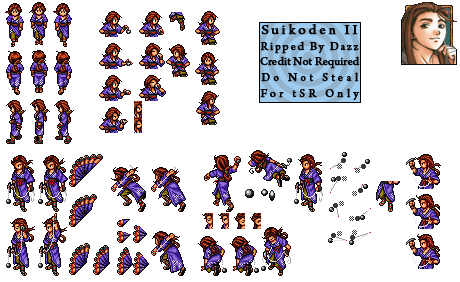 Suikoden II
Ripped By Dazz
Credit Not Required
Do Not Steal
For tSR Only